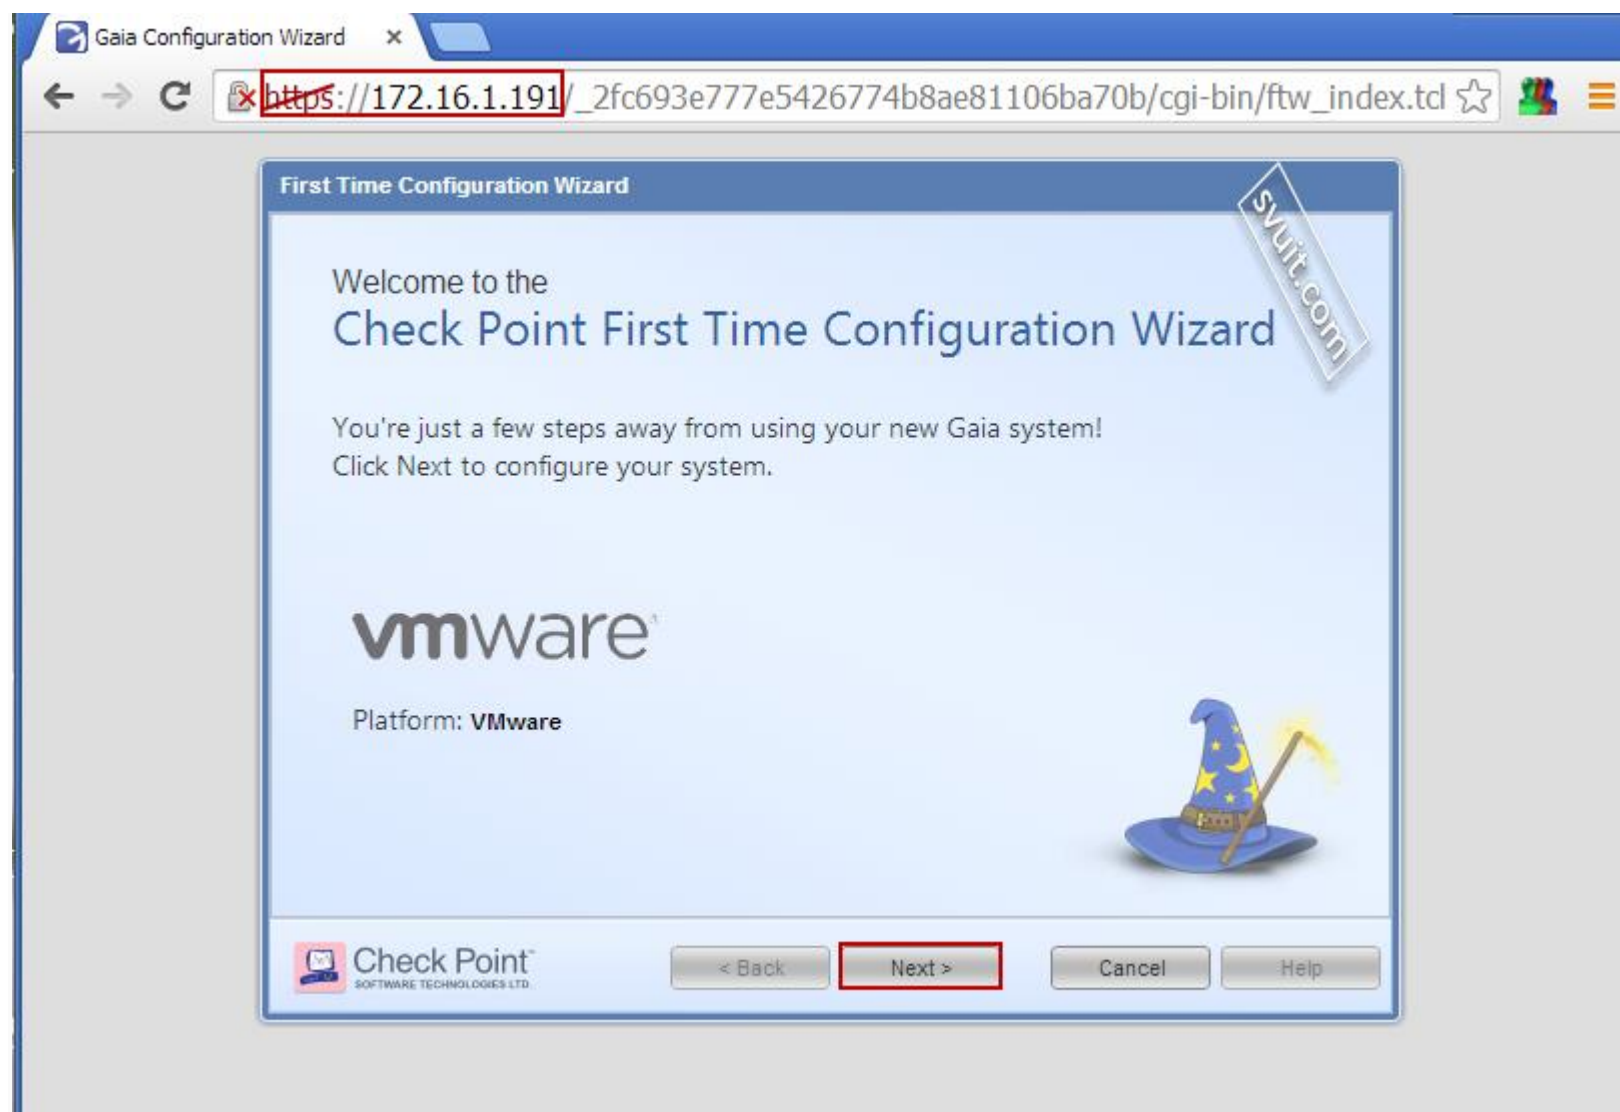 Gaia Configuration Wizard
https://172.16.1.191/_2fc693e777e5426774b8ae81106ba70b/cgi-bin/ftw_index.tcl
First Time Configuration Wizard
svuit.com
Welcome to the
Check Point First Time Configuration Wizard
You're just a few steps away from using your new Gaia system!
Click Next to configure your system.
vmware
Platform: VMware
Check Point™
SOFTWARE TECHNOLOGIES LTD.
< Back Next > Cancel Help